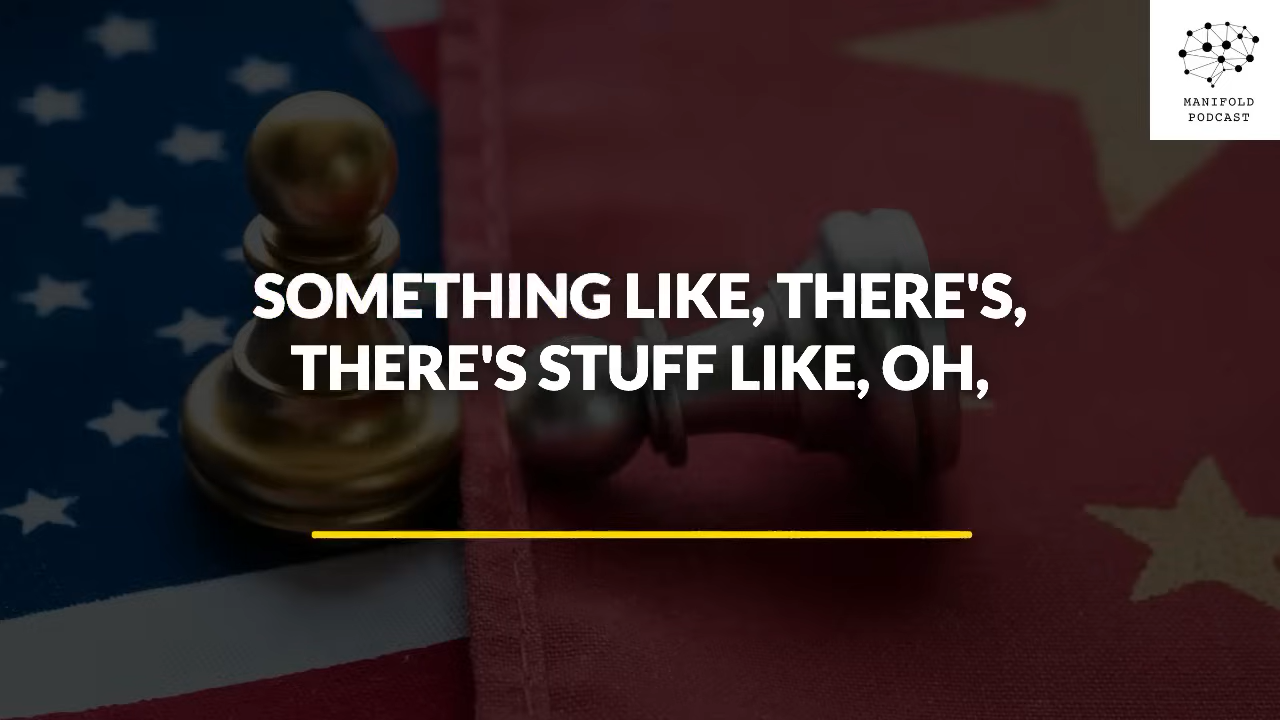 MANIFOLD
PODCAST
SOMETHING LIKE, THERE'S,
THERE'S STUFF LIKE, OH,